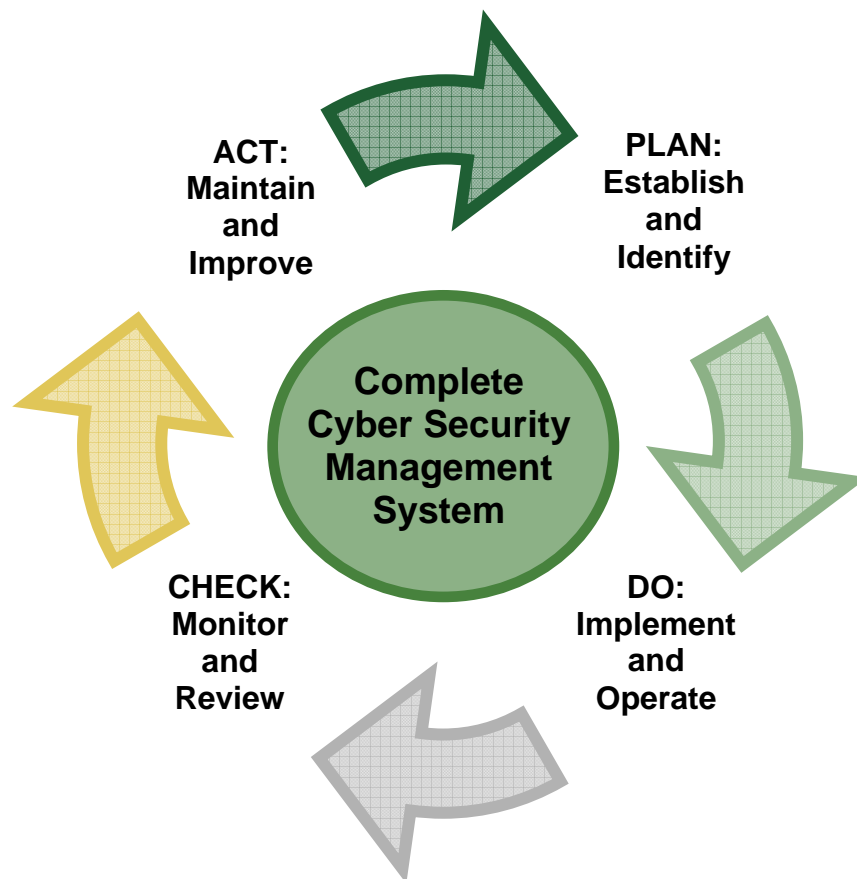 ACT:
Maintain
and
Improve
PLAN:
Establish
and
Identify
Complete
Cyber Security
Management
System
CHECK:
Monitor
and
Review
DO:
Implement
and
Operate